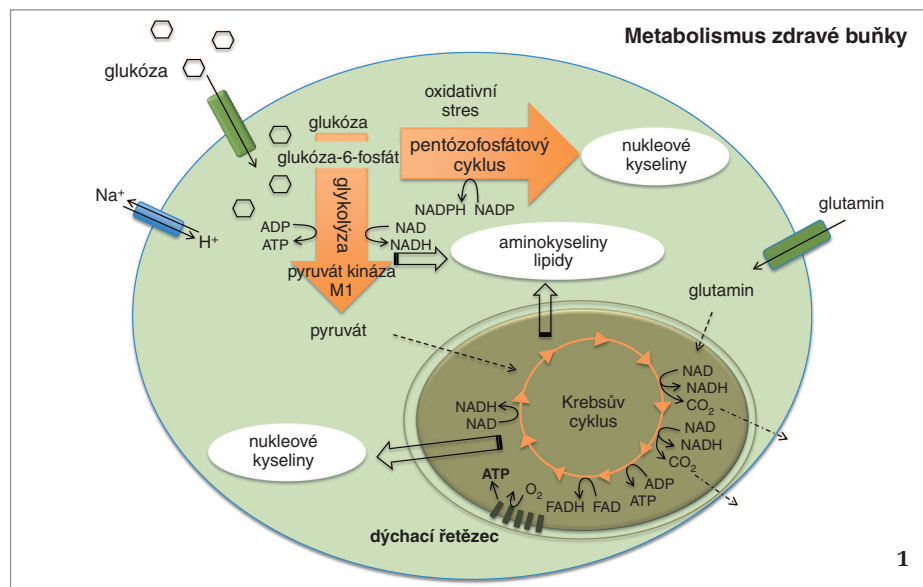 Metabolismus zdravé buňky
glukóza
oxidativní
stres
glukóza
glukóza-6-fosfát
pentózofosfátový
cyklus
nukleové
kyseliny
NADPH NADP
Na+
H+
glykolýza
ADP
ATP
NAD
NADH
pyruvát kináza
M1
aminokyseliny
lipidy
glutamin
glutamin
pyruvát
Krebsův
cyklus
NAD
NADH
CO2
NAD
NADH
CO2
ADP
ATP
FADH FAD
NADH
NAD
nukleové
kyseliny
ATP
O2
dýchací řetězec
1